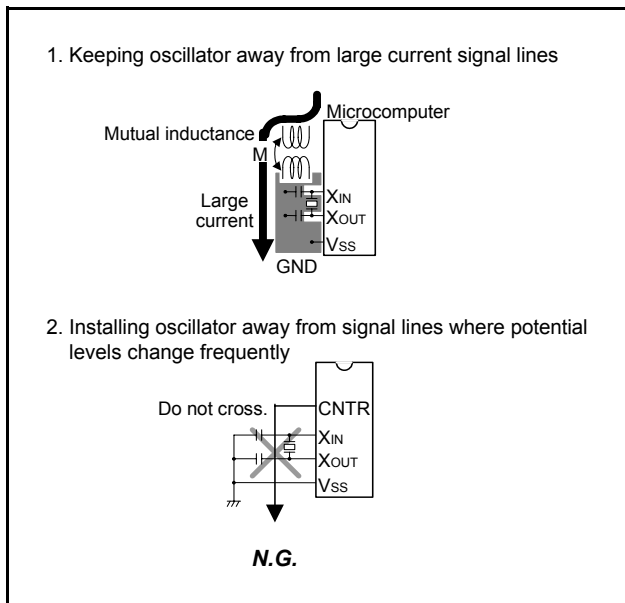 1. Keeping oscillator away from large current signal lines
Microcomputer
Mutual inductance
M
Large
current
XIN
XOUT
VSS
GND
2. Installing oscillator away from signal lines where potential
levels change frequently
Do not cross.
CNTR
XIN
XOUT
VSS
N.G.